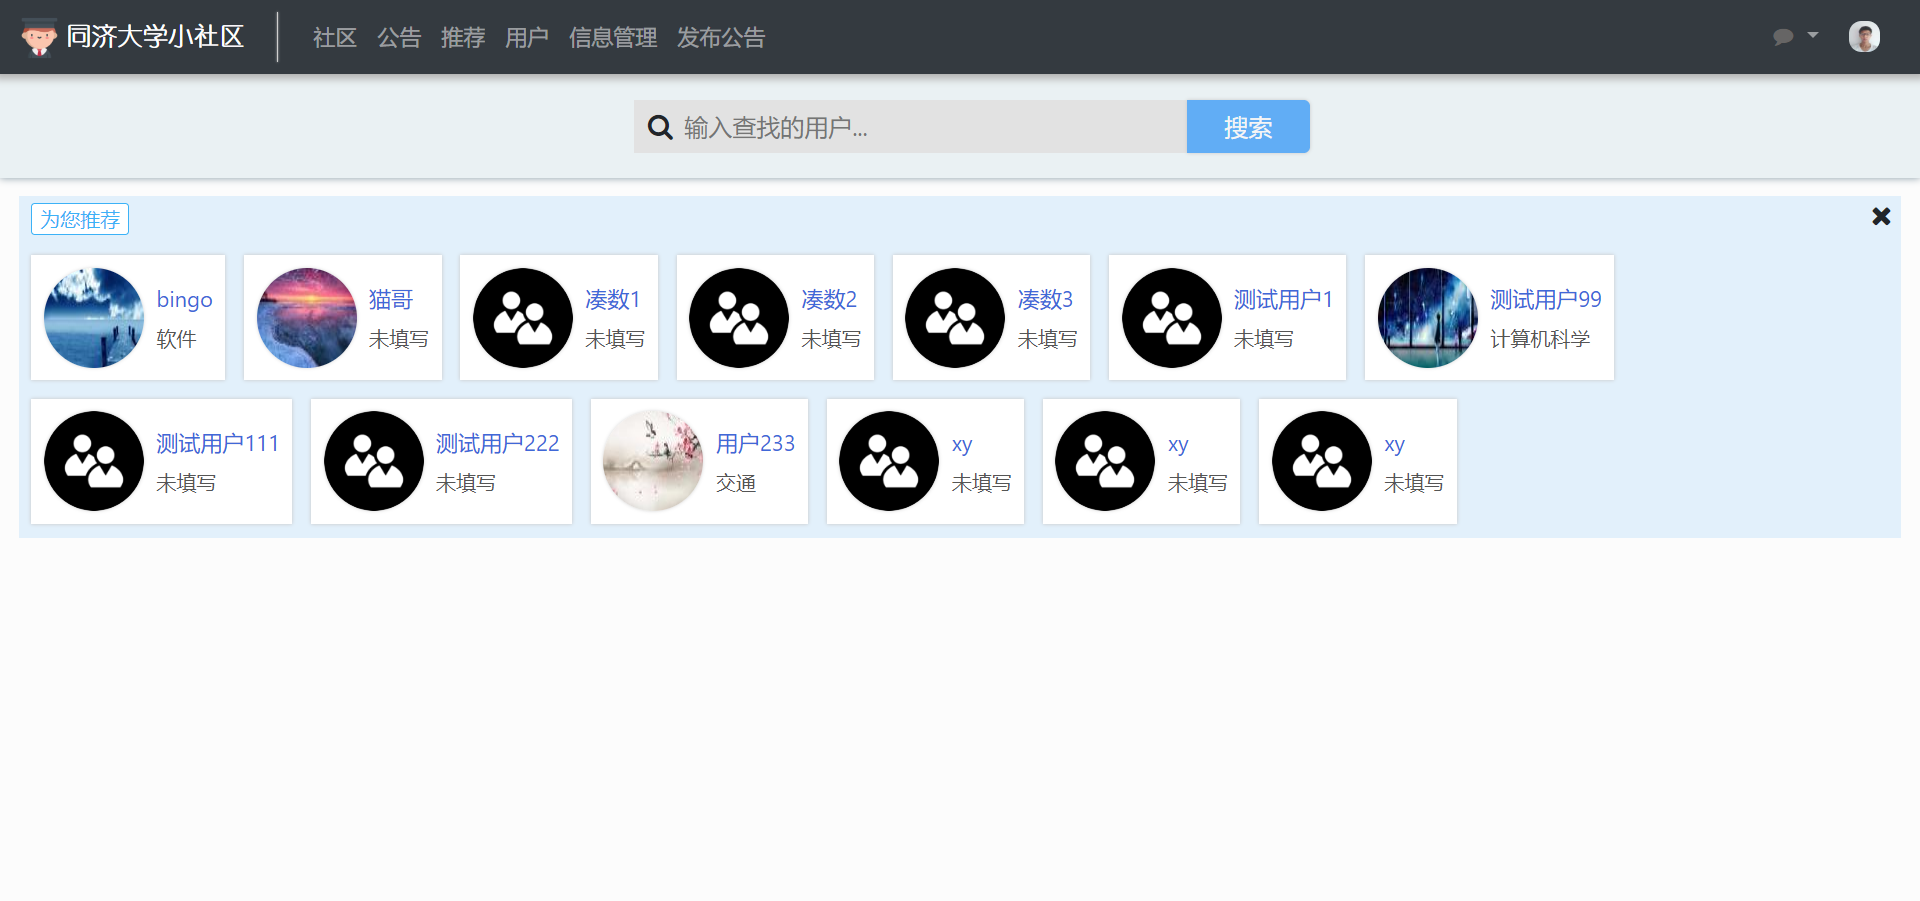 同济大学小社区 社区 公告 推荐 用户 信息管理 发布公告
输入查找的用户... 搜索
为您推荐
bingo 猫哥 凑数1 凑数2 凑数3 测试用户1 测试用户99
软件 未填写 未填写 未填写 未填写 未填写 计算机科学
测试用户111 测试用户222 用户233 xy xy xy
未填写 未填写 交通 未填写 未填写 未填写